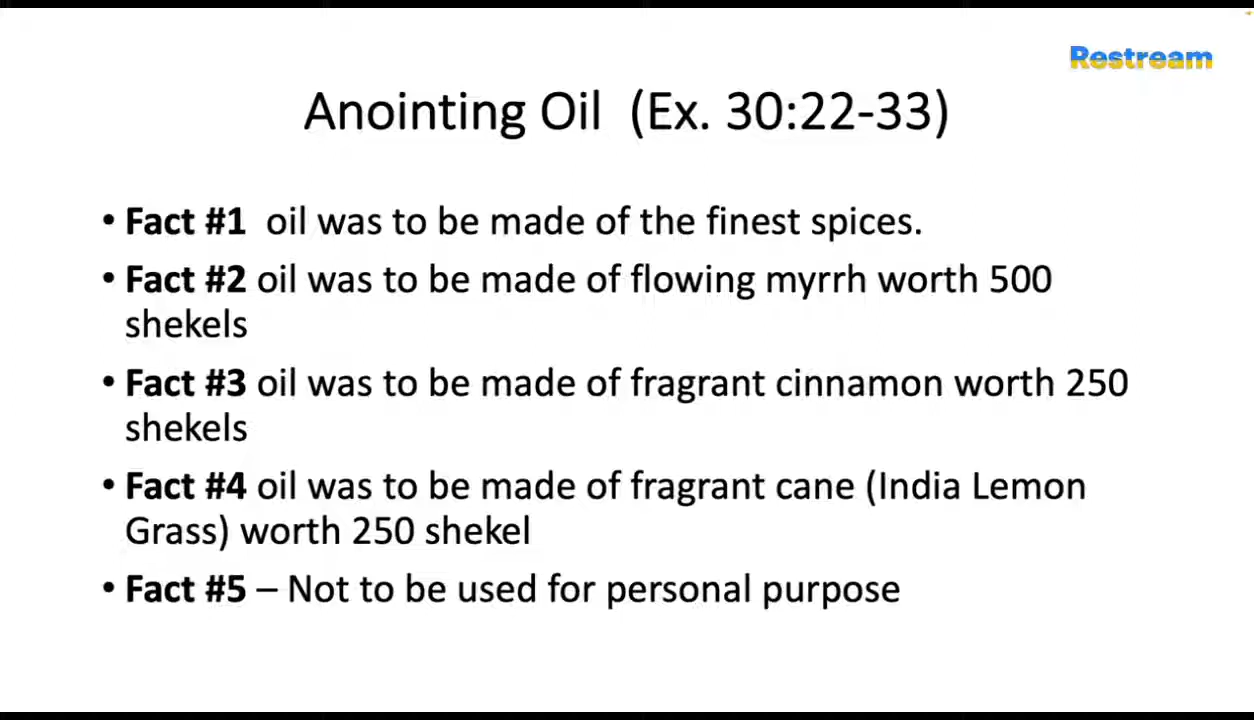 Restream
Anointing Oil (Ex. 30:22-33)
• Fact #1 oil was to be made of the finest spices.
• Fact #2 oil was to be made of flowing myrrh worth 500
shekels
• Fact #3 oil was to be made of fragrant cinnamon worth 250
shekels
• Fact #4 oil was to be made of fragrant cane (India Lemon
Grass) worth 250 shekel
• Fact #5 – Not to be used for personal purpose